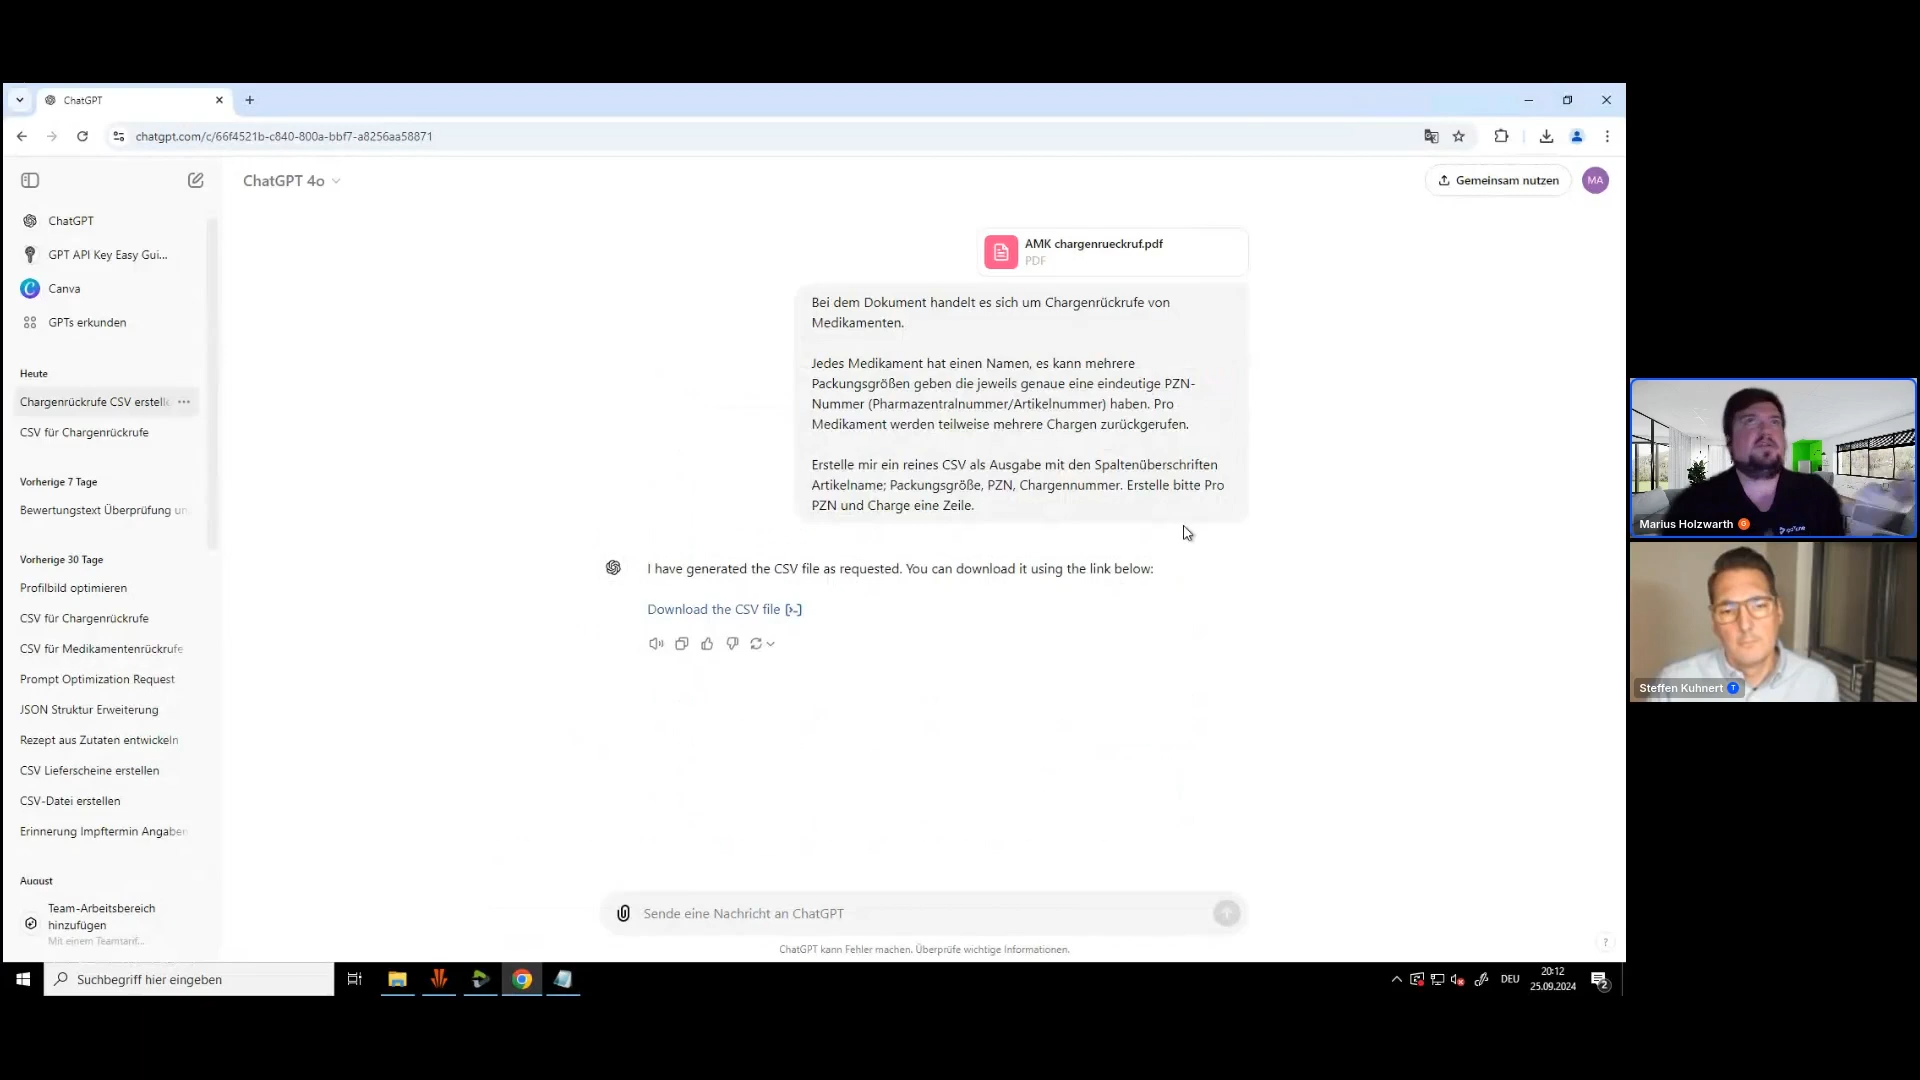 ChatGPT
chatgpt.com/c/66f4521b-c840-800a-bbf7-a8256aa58871
ChatGPT 4o
Gemeinsam nutzen
MA
ChatGPT
GPT API Key Easy Gui...
Canva
GPTs erkunden
Heute
Chargenrückrufe CSV erstelle
CSV für Chargenrückrufe
Vorherige 7 Tage
Bewertungstext Überprüfung un
Vorherige 30 Tage
Profilbild optimieren
CSV für Chargenrückrufe
CSV für Medikamentenrückrufe
Prompt Optimization Request
JSON Struktur Erweiterung
Rezept aus Zutaten entwickeln
CSV Lieferscheine erstellen
CSV-Datei erstellen
Erinnerung Impftermin Angaben
August
Team-Arbeitsbereich
hinzufügen
Mit einem Teamtarif...
AMK chargenrueckruf.pdf
PDF
Bei dem Dokument handelt es sich um Chargenrückrufe von
Medikamenten.
Jedes Medikament hat einen Namen, es kann mehrere
Packungsgrößen geben die jeweils genaue eine eindeutige PZN-
Nummer (Pharmazentralnummer/Artikelnummer) haben. Pro
Medikament werden teilweise mehrere Chargen zurückgerufen.
Erstelle mir ein reines CSV als Ausgabe mit den Spaltenüberschriften
Artikelname; Packungsgröße, PZN, Chargennummer. Erstelle bitte Pro
PZN und Charge eine Zeile.
I have generated the CSV file as requested. You can download it using the link below:
Download the CSV file [>-]
Sende eine Nachricht an ChatGPT
ChatGPT kann Fehler machen. Überprüfe wichtige Informationen.
?
Marius Holzwarth
Steffen Kuhnert
Suchbegriff hier eingeben
DEU
20:12
25.09.2024
2